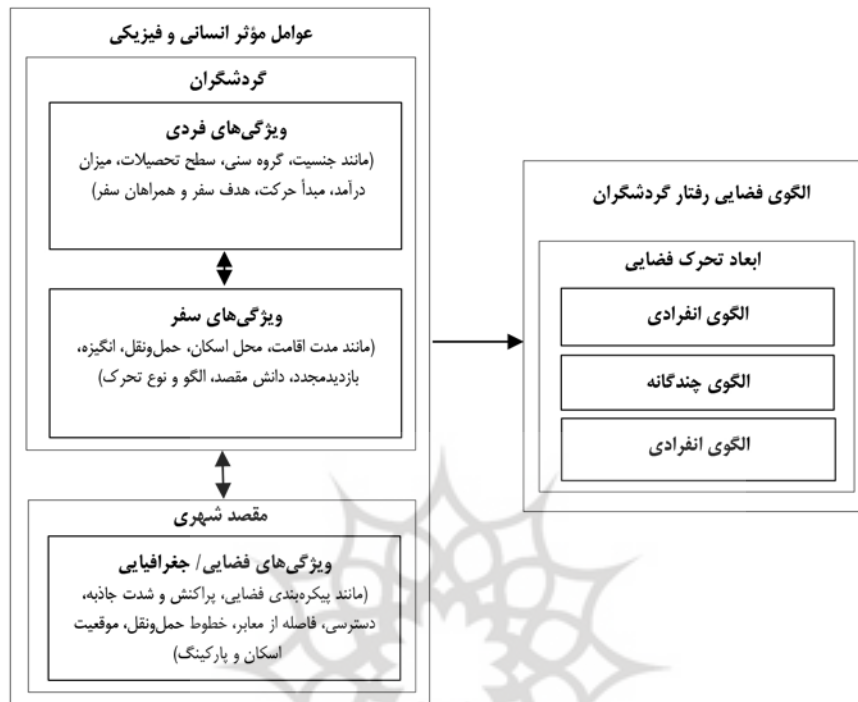 عوامل مؤثر انسانی و فیزیکی
گردشگران
ویژگی‌های فردی
(مانند جنسیت، گروه سنی، سطح تحصیلات، میزان
درآمد، مبدأ حرکت، هدف سفر و همراهان سفر)
ویژگی‌های سفر
(مانند مدت اقامت، محل اسکان، حمل‌ونقل، انگیزه،
بازدیدمجدد، دانش مقصد، الگو و نوع تحرک)
مقصد شهری
ویژگی‌های فضایی/ جغرافیایی
(مانند پیکره‌بندی فضایی، پراکنش و شدت جاذبه،
دسترسی، فاصله از معابر، خطوط حمل‌ونقل، موقعیت
اسکان و پارکینگ)
الگوی فضایی رفتار گردشگران
ابعاد تحرک فضایی
الگوی انفرادی
الگوی چندگانه
الگوی انفرادی